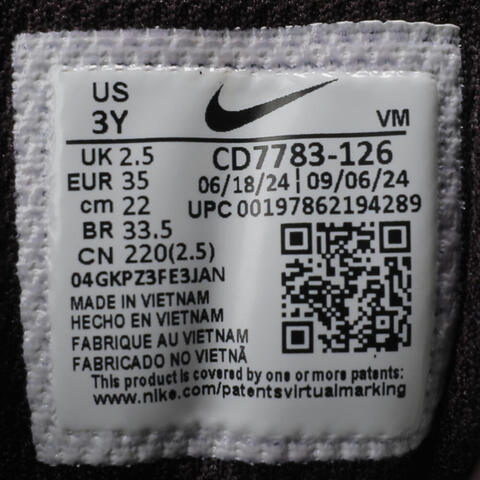 US
3Y
VM
UK 2.5
CD7783-126
EUR 35
06/18/24 | 09/06/24
cm 22
UPC 00197862194289
BR 33.5
CN 220(2.5)
04GKPZ3FE3JAN
MADE IN VIETNAM
HECHO EN VIETNAM
FABRIQUE AU VIETNAM
FABRICADO NO VIETNÃ
This product is covered by one or more patents:
www.nike.com/patentsvirtualmarking